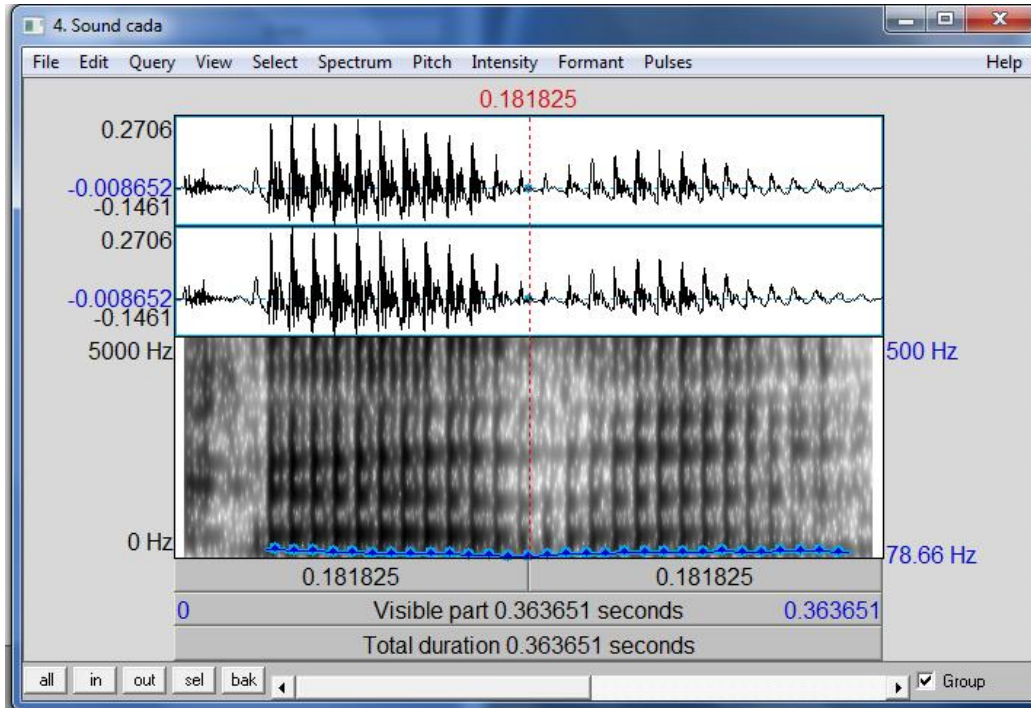 4. Sound cada
File Edit Query View Select Spectrum Pitch Intensity Formant Pulses Help
0.181825
0.2706
-0.008652
-0.1461
0.2706
-0.008652
-0.1461
5000 Hz 500 Hz
0 Hz 78.66 Hz
0.181825 0.181825
0 Visible part 0.363651 seconds 0.363651
Total duration 0.363651 seconds
all in out sel bak Group